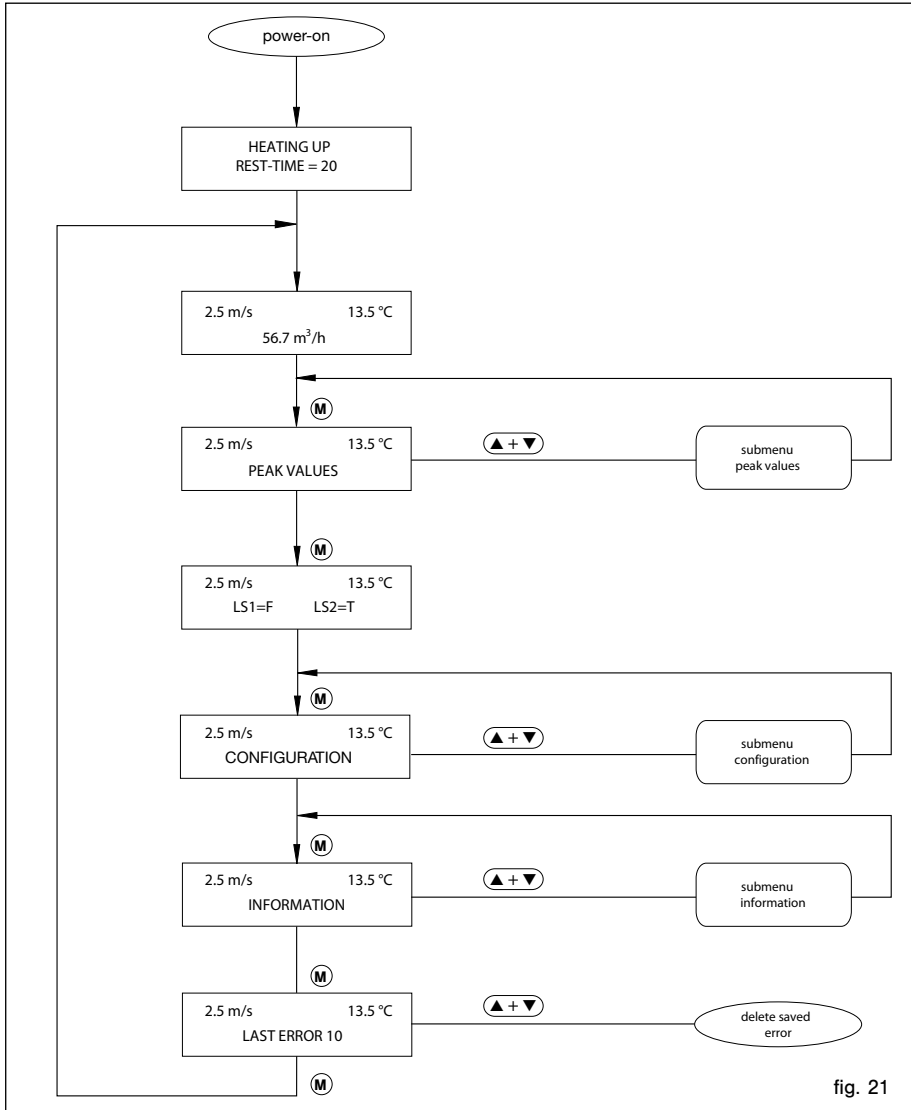 power-on
HEATING UP
REST-TIME = 20
2.5 m/s 13.5 °C
56.7 m³/h
M
2.5 m/s 13.5 °C
PEAK VALUES
▲ + ▼
submenu
peak values
M
2.5 m/s 13.5 °C
LS1=F LS2=T
M
2.5 m/s 13.5 °C
CONFIGURATION
▲ + ▼
submenu
configuration
M
2.5 m/s 13.5 °C
INFORMATION
▲ + ▼
submenu
information
M
2.5 m/s 13.5 °C
LAST ERROR 10
▲ + ▼
delete saved
error
M
fig. 21